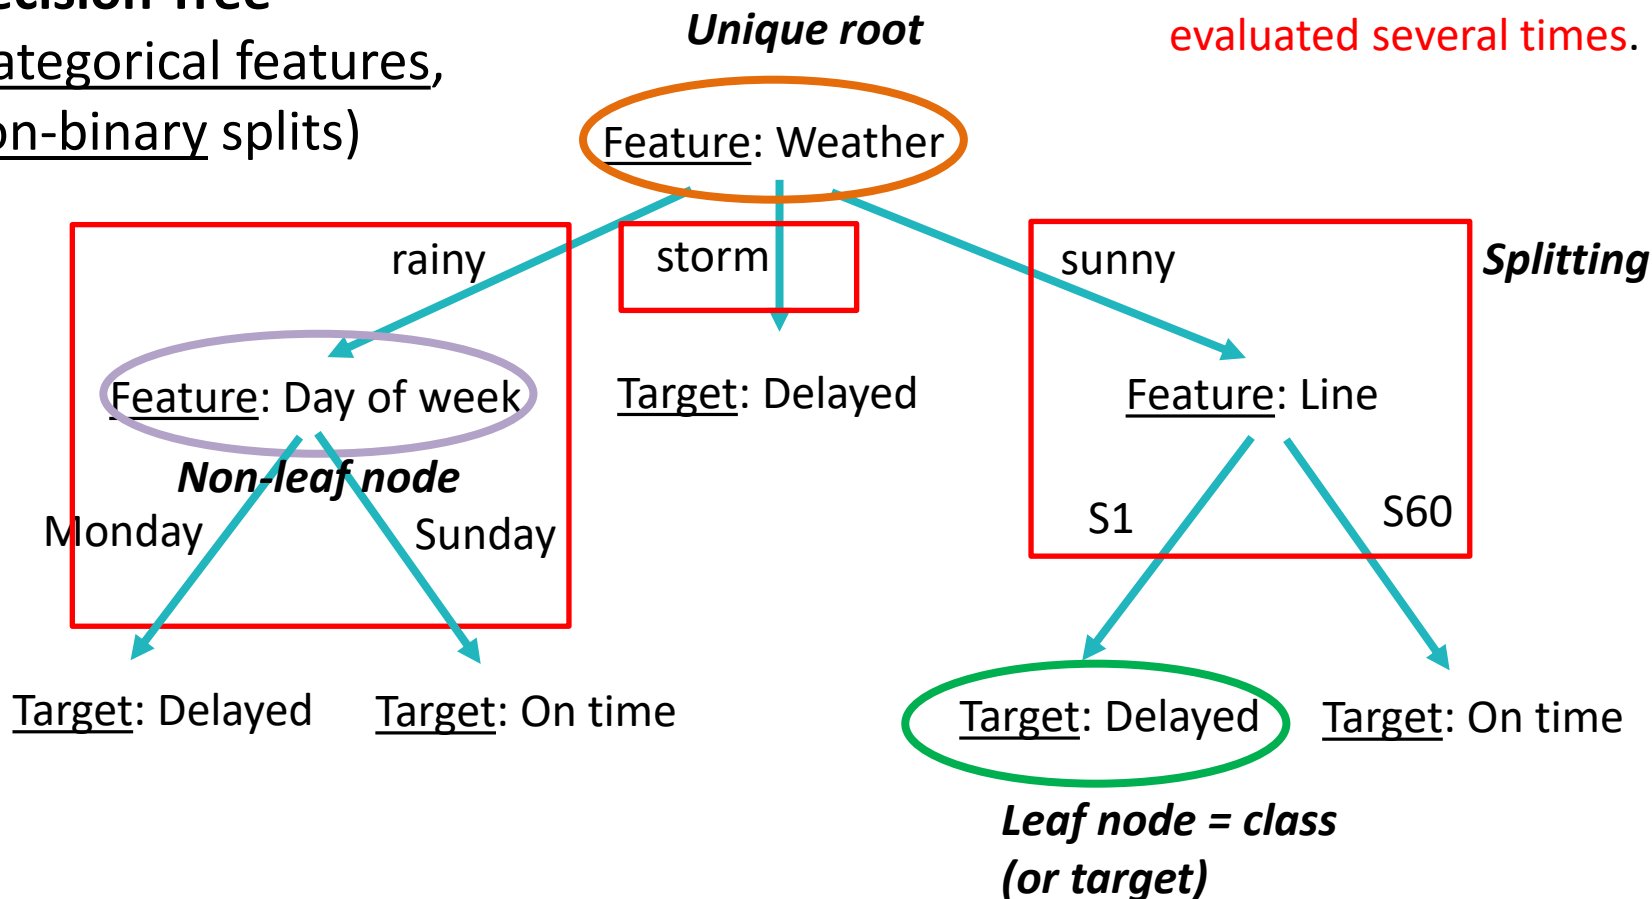 ecision Tree
ategorical features,
on-binary splits)
Unique root
evaluated several times.
Feature: Weather
rainy
storm
sunny
Splitting
Feature: Day of week
Target: Delayed
Feature: Line
Non-leaf node
Monday
Sunday
S1
S60
Target: Delayed
Target: On time
Target: Delayed
Target: On time
Leaf node = class
(or target)